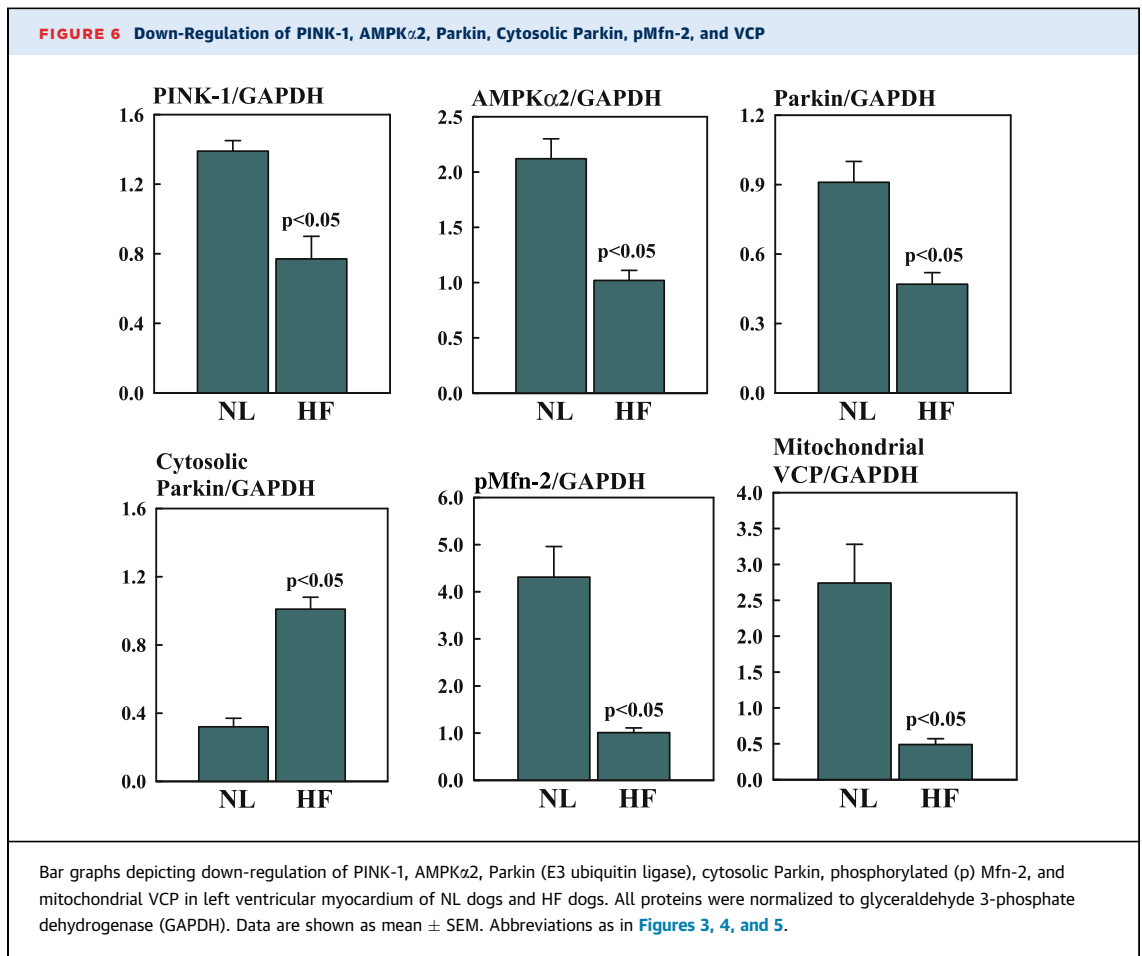 FIGURE 6 Down-Regulation of PINK-1, AMPKα2, Parkin, Cytosolic Parkin, pMfn-2, and VCP
PINK-1/GAPDH
1.6
1.2
0.8
0.4
0.0
p<0.05
NL HF
AMPKα2/GAPDH
2.5
2.0
1.5
1.0
0.5
0.0
p<0.05
NL HF
Parkin/GAPDH
1.2
0.9
0.6
0.3
0.0
p<0.05
NL HF
Cytosolic
Parkin/GAPDH
1.6
1.2
0.8
0.4
0.0
p<0.05
NL HF
pMfn-2/GAPDH
6.0
5.0
4.0
3.0
2.0
1.0
0.0
p<0.05
NL HF
Mitochondrial
VCP/GAPDH
4.0
3.5
3.0
2.5
2.0
1.5
1.0
0.5
0.0
p<0.05
NL HF
Bar graphs depicting down-regulation of PINK-1, AMPKα2, Parkin (E3 ubiquitin ligase), cytosolic Parkin, phosphorylated (p) Mfn-2, and
mitochondrial VCP in left ventricular myocardium of NL dogs and HF dogs. All proteins were normalized to glyceraldehyde 3-phosphate
dehydrogenase (GAPDH). Data are shown as mean ± SEM. Abbreviations as in Figures 3, 4, and 5.